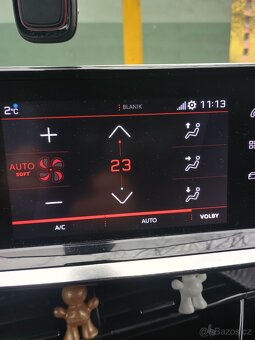 2°C BLANIK 11:13
+
AUTO
SOFT
23
−
A/C AUTO VOLBY
© Bazos.cz